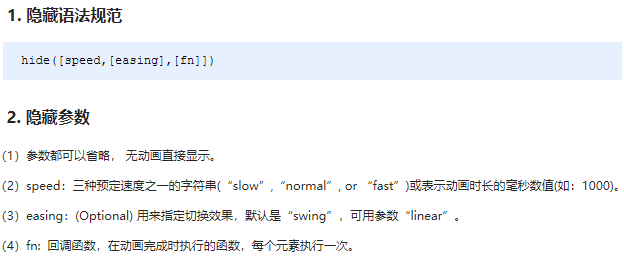 1. 隐藏语法规范
hide([speed,[easing],[fn]])
2. 隐藏参数
(1）参数都可以省略， 无动画直接显示。
(2）speed：三种预定速度之一的字符串(“slow”,“normal”, or “fast”)或表示动画时长的毫秒数值(如：1000)。
(3）easing：(Optional) 用来指定切换效果，默认是“swing”，可用参数“linear”。
(4）fn: 回调函数，在动画完成时执行的函数，每个元素执行一次。